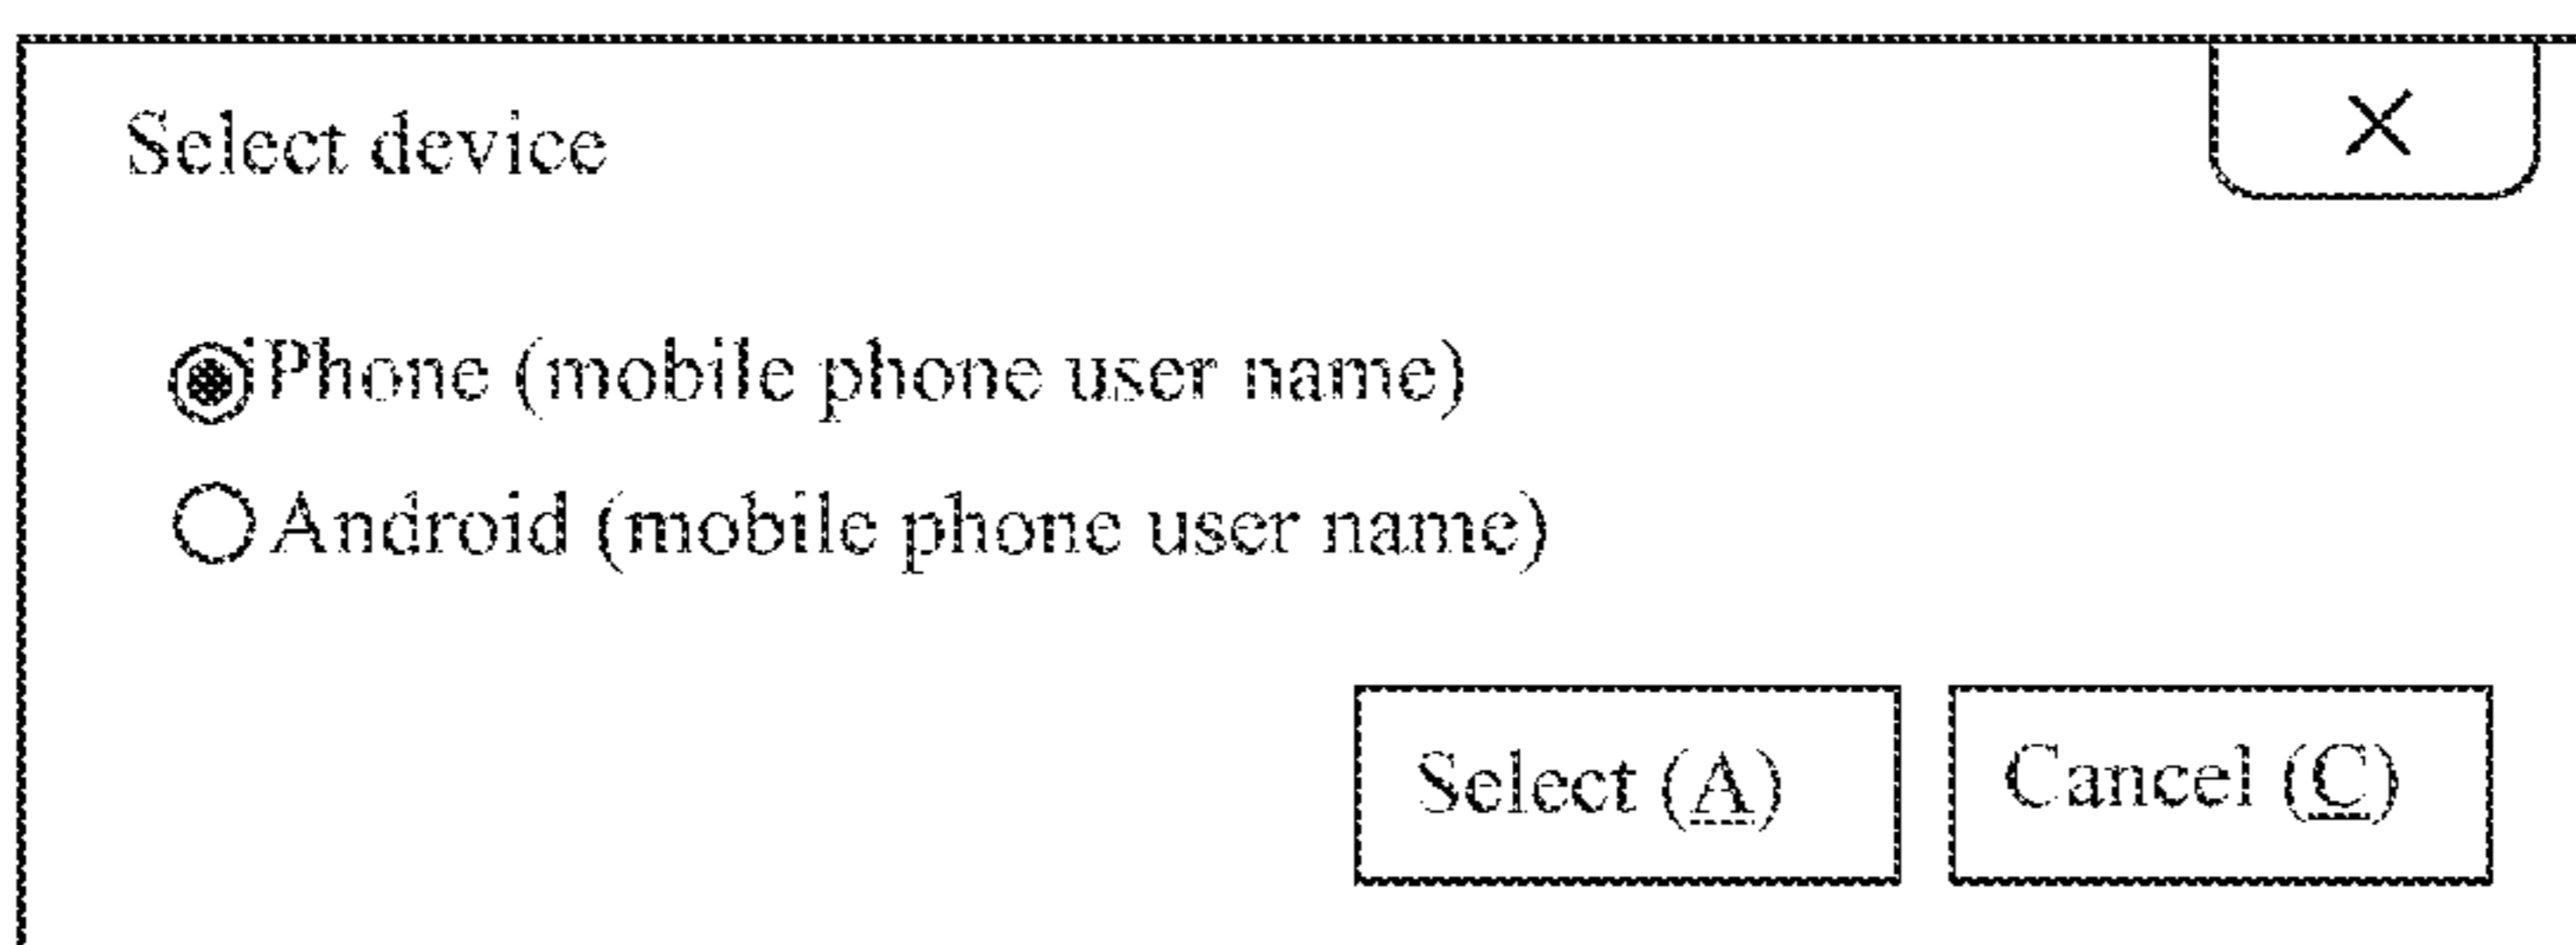 Select device
iPhone (mobile phone user name)
Android (mobile phone user name)
Select (A)
Cancel (C)